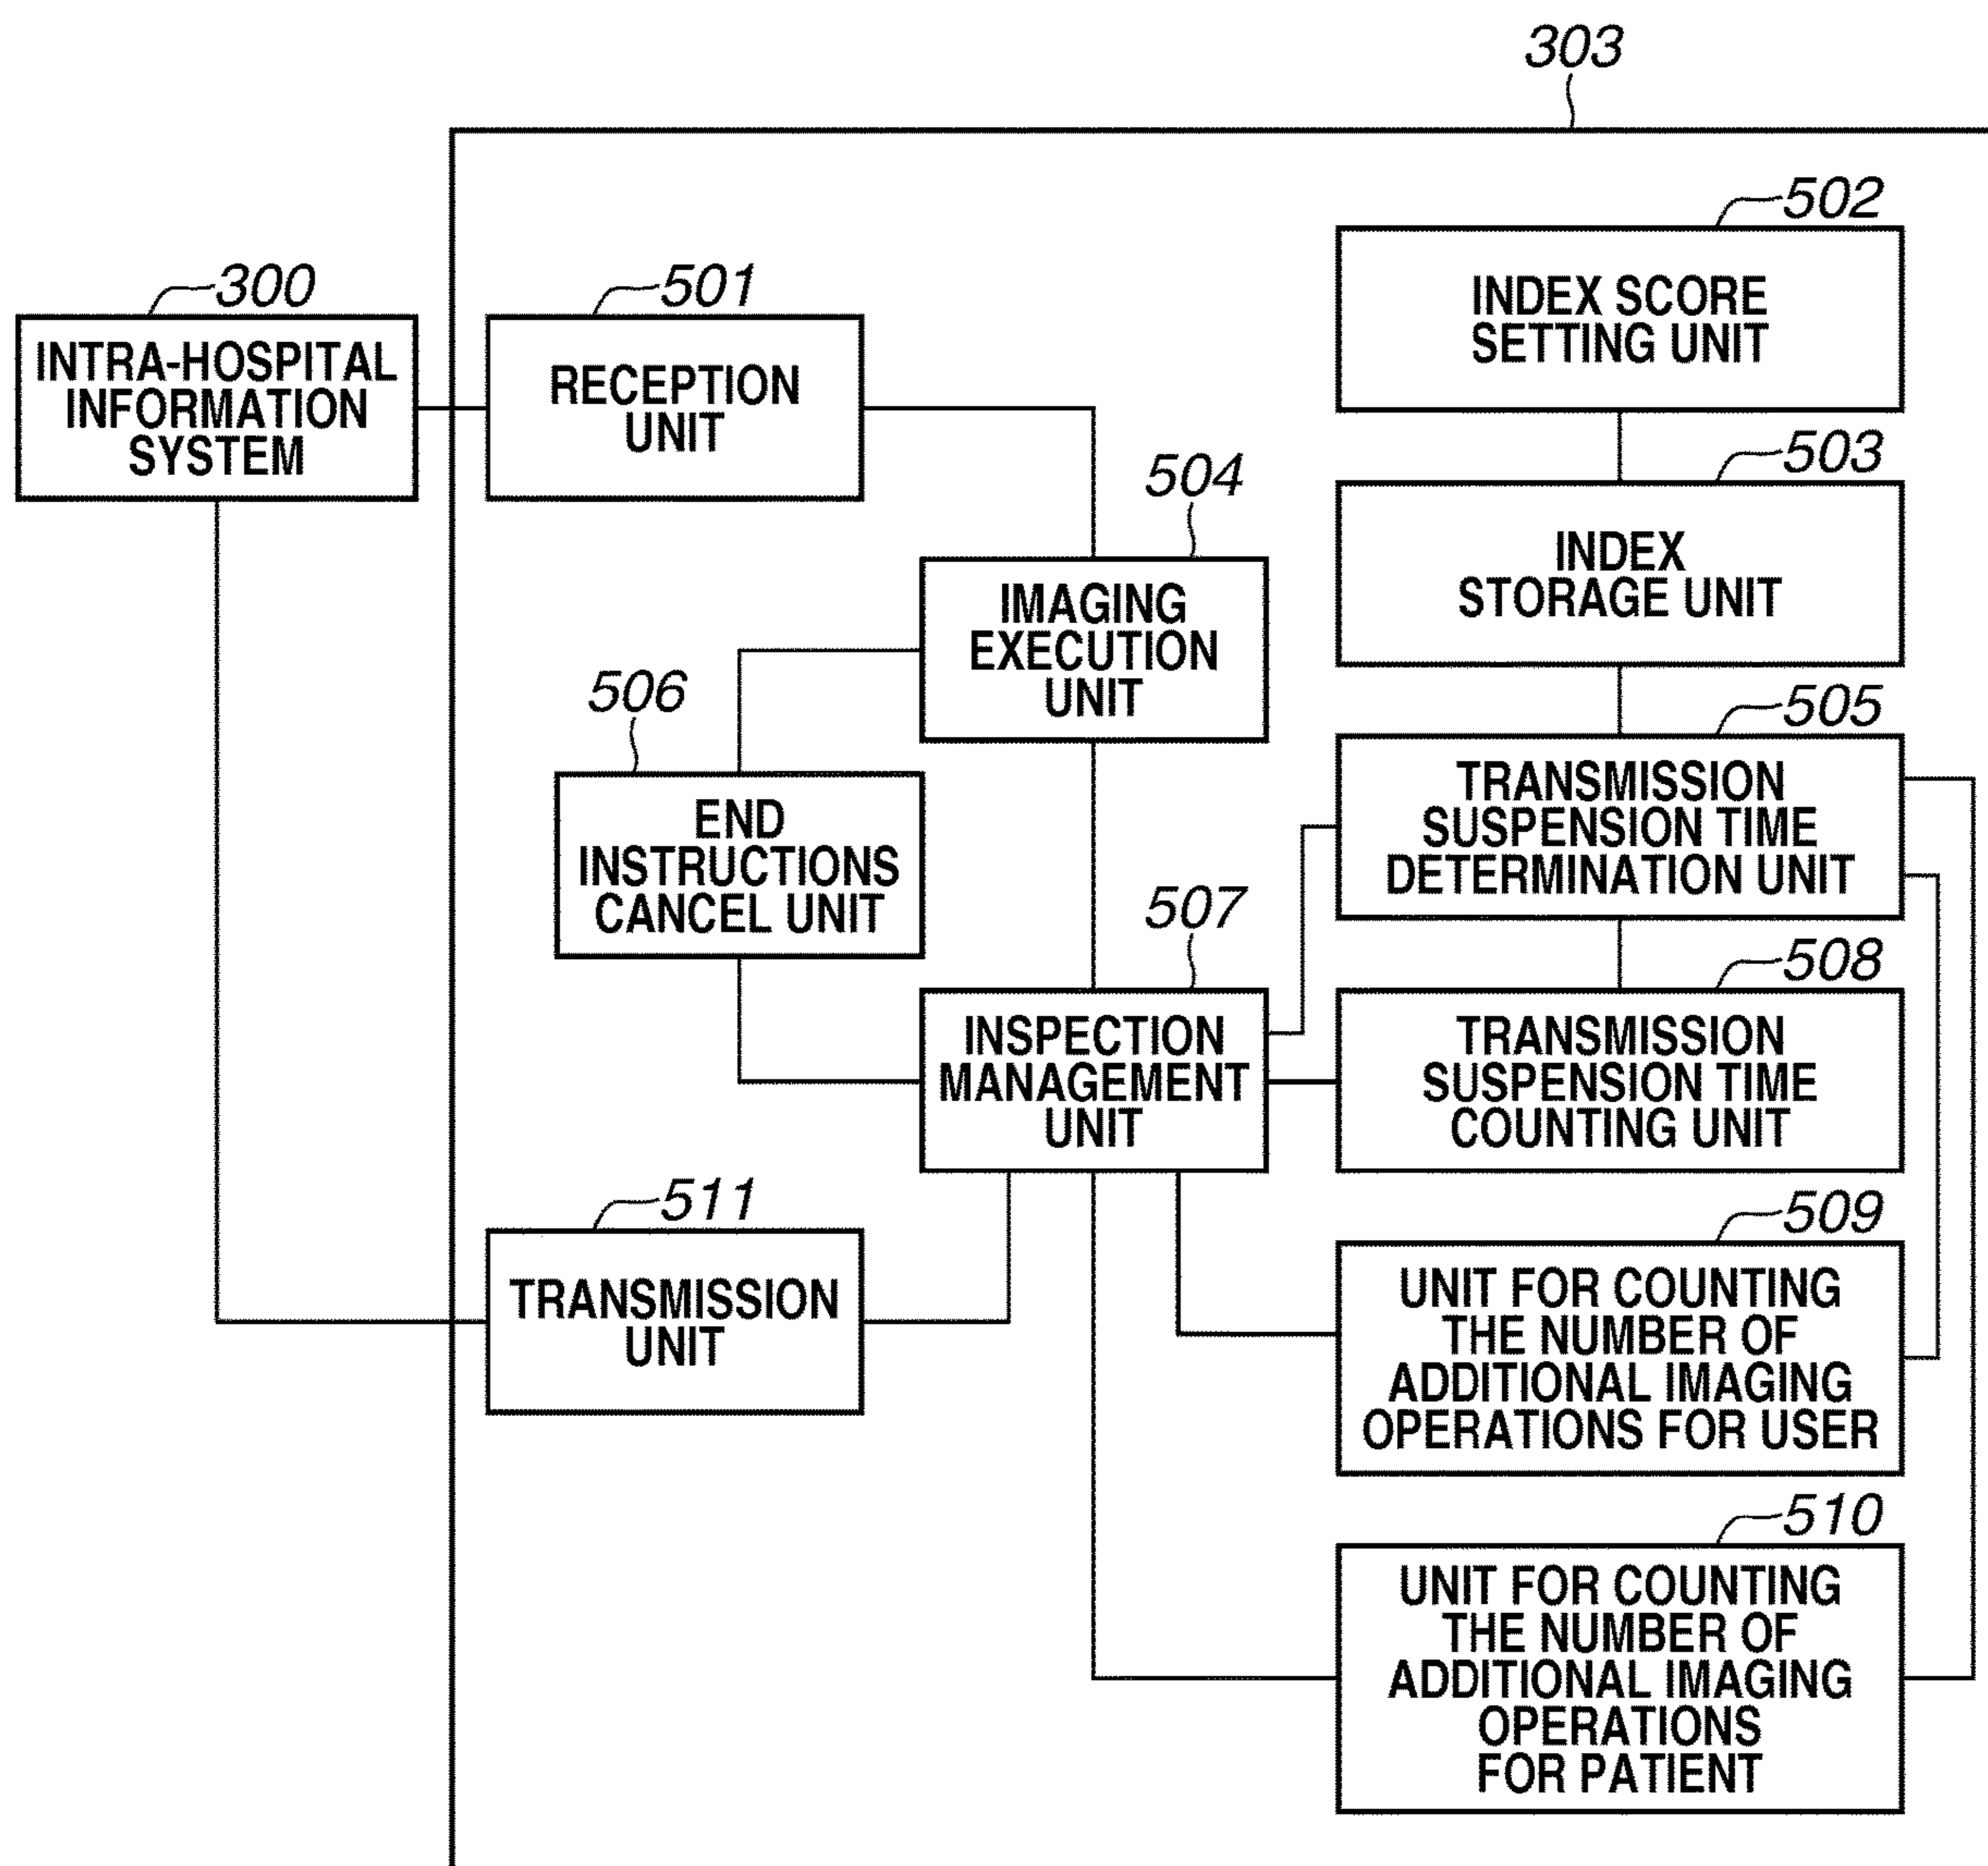 303
502
INDEX SCORE
SETTING UNIT
300
INTRA-HOSPITAL
INFORMATION
SYSTEM
501
RECEPTION
UNIT
503
INDEX
STORAGE UNIT
504
IMAGING
EXECUTION
UNIT
505
TRANSMISSION
SUSPENSION TIME
DETERMINATION UNIT
506
END
INSTRUCTIONS
CANCEL UNIT
507
INSPECTION
MANAGEMENT
UNIT
508
TRANSMISSION
SUSPENSION TIME
COUNTING UNIT
511
TRANSMISSION
UNIT
509
UNIT FOR COUNTING
THE NUMBER OF
ADDITIONAL IMAGING
OPERATIONS FOR USER
510
UNIT FOR COUNTING
THE NUMBER OF
ADDITIONAL IMAGING
OPERATIONS
FOR PATIENT